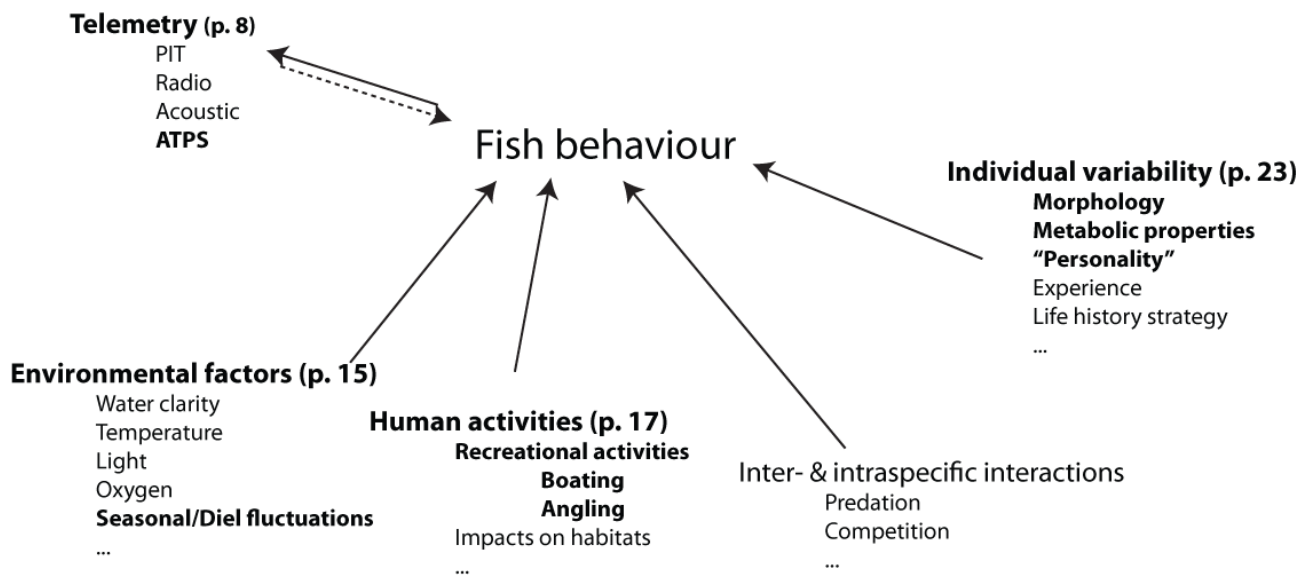 Telemetry (p. 8)
PIT
Radio
Acoustic
ATPS
Fish behaviour
Individual variability (p. 23)
Morphology
Metabolic properties
“Personality”
Experience
Life history strategy
...
Environmental factors (p. 15)
Water clarity
Temperature
Light
Oxygen
Seasonal/Diel fluctuations
...
Human activities (p. 17)
Recreational activities
Boating
Angling
Impacts on habitats
...
Inter- & intraspecific interactions
Predation
Competition
...